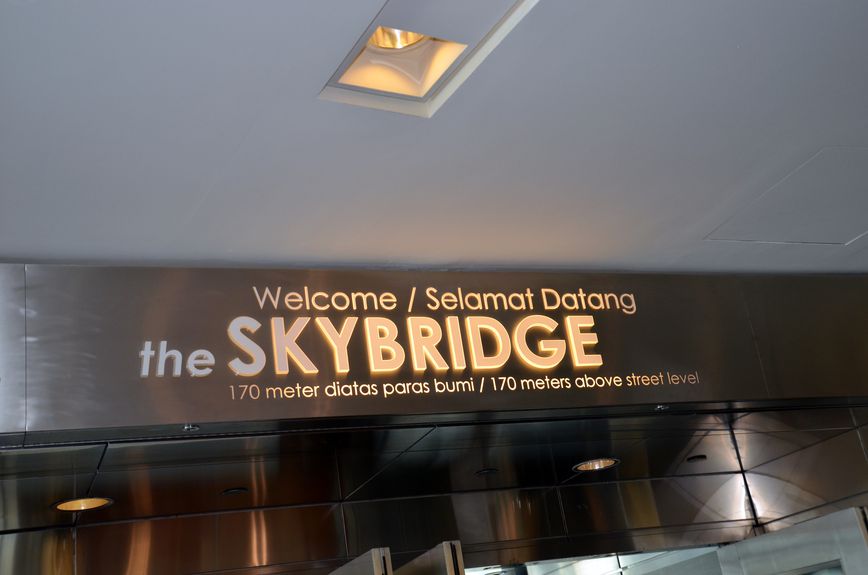 Welcome / Selamat Datang
the SKYBRIDGE
170 meter diatas paras bumi / 170 meters above street level